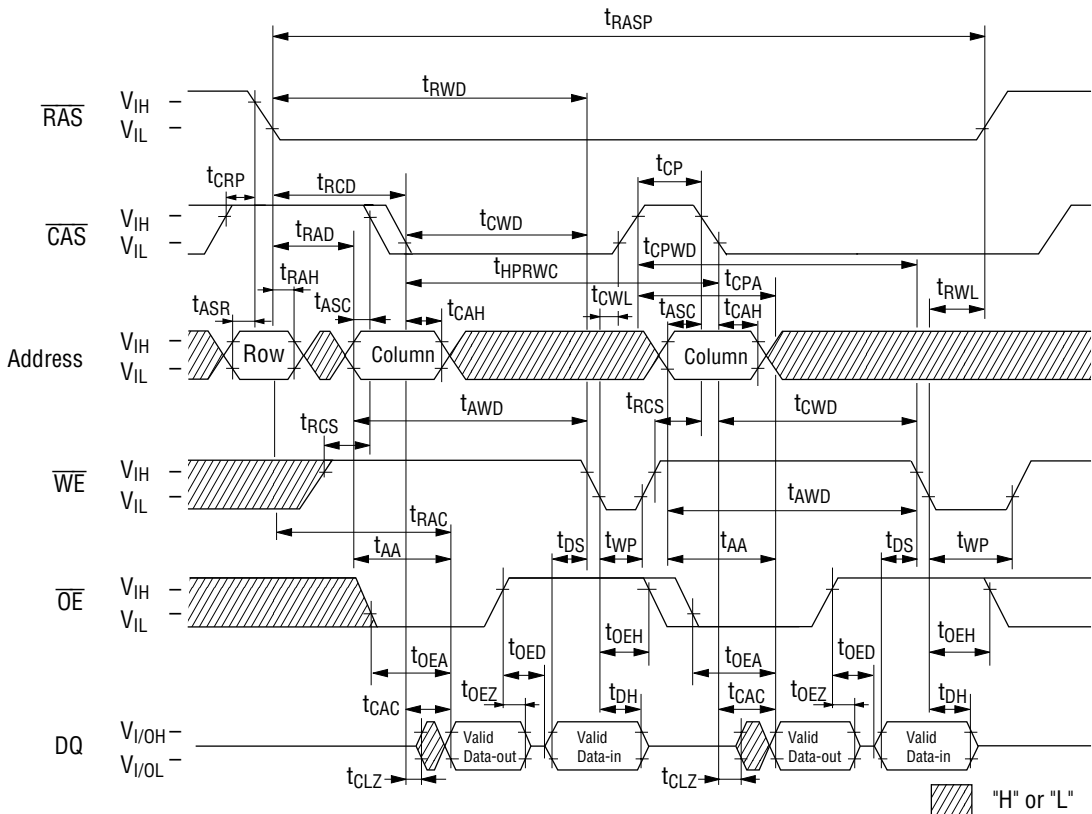 tRASP
tRWD
RAS VIH
VIL
tCRP tRCD tCP
CAS VIH
VIL
tRAD tCWD
tHPRWC tCPWD
tRAH tCWL tCPA tRWL
tASR tASC tCAH tASC tCAH
Address VIH
VIL
Row Column Column
tAWD tCWD
tRCS tRCS
WE VIH
VIL
tRAC tAWD
tAA tDS tWP tAA tDS tWP
OE VIH
VIL
tOEA tOED tOEH tOEA tOED tOEH
tCAC tOEZ tDH tCAC tOEZ tDH
DQ VI/OH
VI/OL
Valid Data-out
Valid Data-in
Valid Data-out
Valid Data-in
tCLZ tCLZ
"H" or "L"